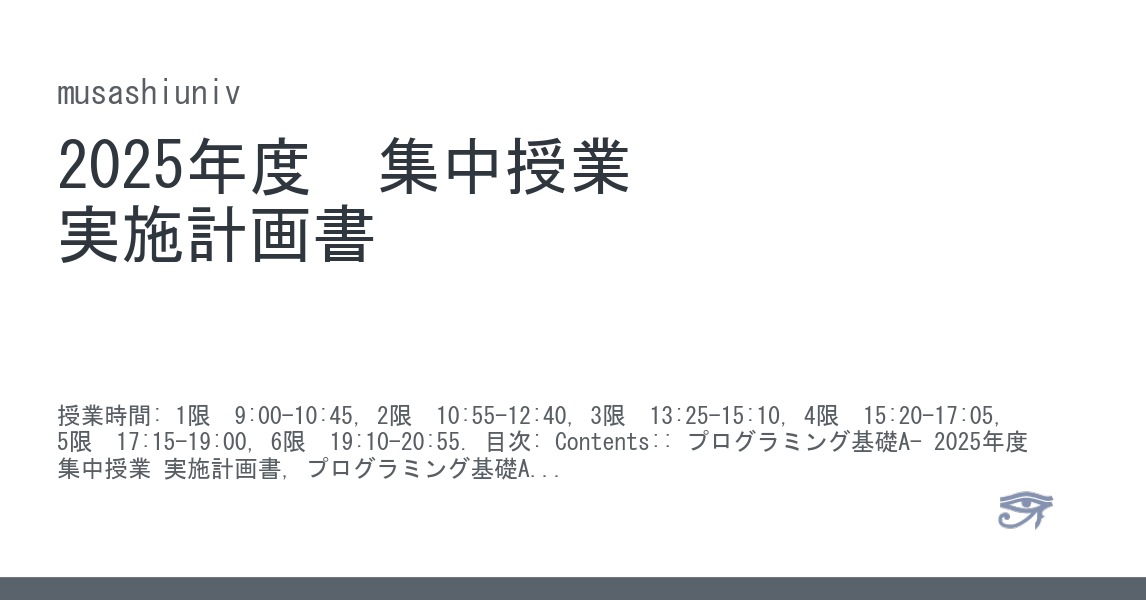 musashiuniv
2025年度　集中授業
実施計画書
授業時間: 1限　9:00-10:45, 2限　10:55-12:40, 3限　13:25-15:10, 4限　15:20-17:05,
5限　17:15-19:00, 6限　19:10-20:55. 目次: Contents:: プログラミング基礎A- 2025年度
集中授業 実施計画書, プログラミング基礎A...